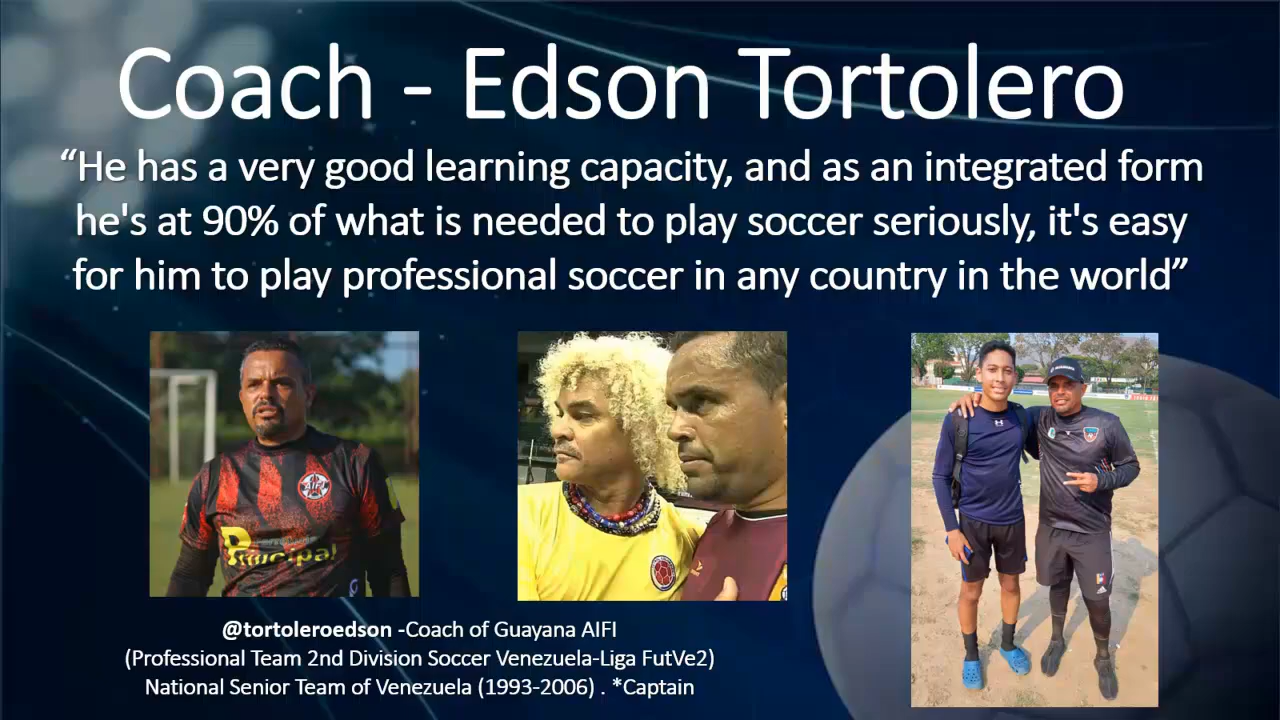 Coach - Edson Tortolero
“He has a very good learning capacity, and as an integrated form
he's at 90% of what is needed to play soccer seriously, it's easy
for him to play professional soccer in any country in the world”
Principal
@tortoleroedson -Coach of Guayana AIFI
(Professional Team 2nd Division Soccer Venezuela-Liga FutVe2)
National Senior Team of Venezuela (1993-2006) . *Captain